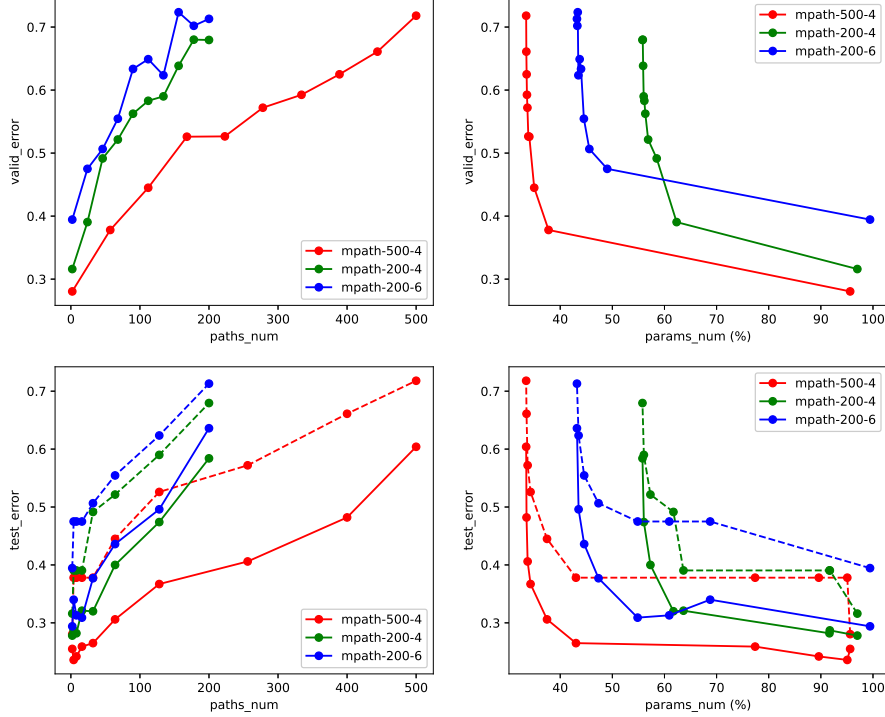 0.7
0.6
0.5
0.4
0.3
valid_error
0 100 200 300 400 500
paths_num
mpath-500-4
mpath-200-4
mpath-200-6
0.7
0.6
0.5
0.4
0.3
valid_error
40 50 60 70 80 90 100
params_num (%)
mpath-500-4
mpath-200-4
mpath-200-6
0.7
0.6
0.5
0.4
0.3
test_error
0 100 200 300 400 500
paths_num
mpath-500-4
mpath-200-4
mpath-200-6
0.7
0.6
0.5
0.4
0.3
test_error
40 50 60 70 80 90 100
params_num (%)
mpath-500-4
mpath-200-4
mpath-200-6